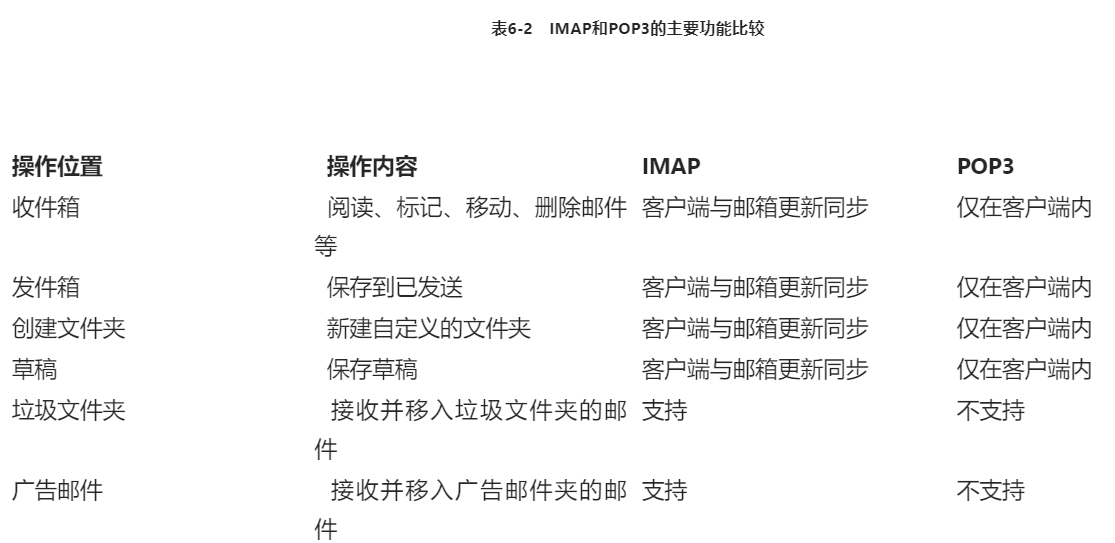 表6-2 IMAP和POP3的主要功能比较
操作位置 操作内容 IMAP POP3
收件箱 阅读、标记、移动、删除邮件 客户端与邮箱更新同步 仅在客户端内
等
发件箱 保存到已发送 客户端与邮箱更新同步 仅在客户端内
创建文件夹 新建自定义的文件夹 客户端与邮箱更新同步 仅在客户端内
草稿 保存草稿 客户端与邮箱更新同步 仅在客户端内
垃圾文件夹 接收并移入垃圾文件夹的邮 支持 不支持
件
广告邮件 接收并移入广告邮件夹的邮 支持 不支持
件